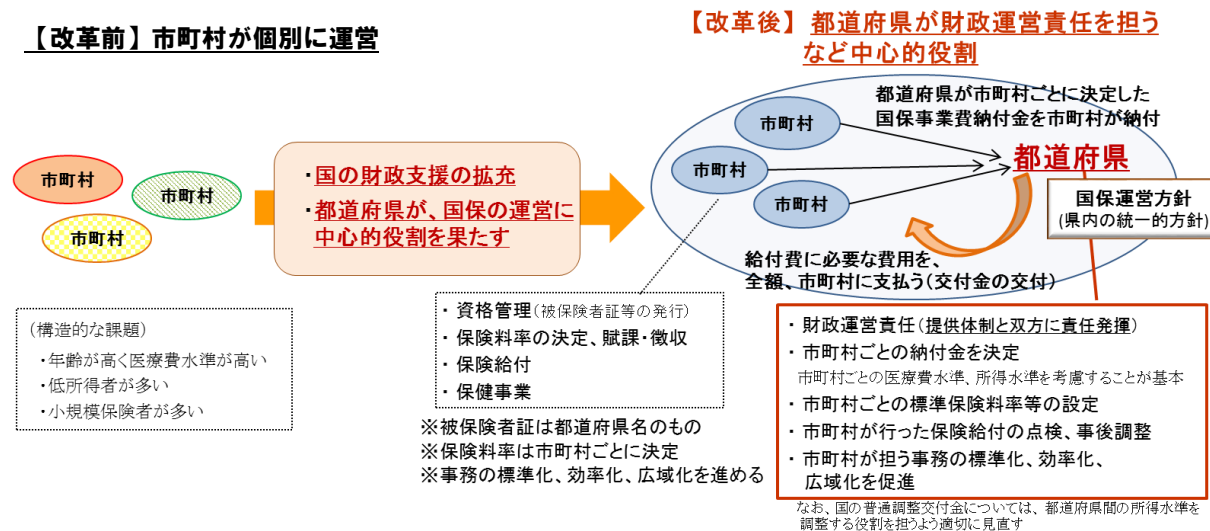 【改革前】市町村が個別に運営
市町村
市町村
市町村
(構造的な課題)
・年齢が高く医療費水準が高い
・低所得者が多い
・小規模保険者が多い
・国の財政支援の拡充
・都道府県が、国保の運営に
中心的役割を果たす
【改革後】都道府県が財政運営責任を担う
など中心的役割
都道府県が市町村ごとに決定した
国保事業費納付金を市町村が納付
市町村
市町村
市町村
都道府県
国保運営方針
(県内の統一的方針)
給付費に必要な費用を、
全額、市町村に支払う(交付金の交付)
・資格管理(被保険者証等の発行)
・保険料率の決定、賦課・徴収
・保険給付
・保健事業
※被保険者証は都道府県名のもの
※保険料率は市町村ごとに決定
※事務の標準化、効率化、広域化を進める
・財政運営責任(提供体制と双方に責任発揮)
・市町村ごとの納付金を決定
市町村ごとの医療費水準、所得水準を考慮することが基本
・市町村ごとの標準保険料率等の設定
・市町村が行った保険給付の点検、事後調整
・市町村が担う事務の標準化、効率化、
広域化を促進
なお、国の普通調整交付金については、都道府県間の所得水準を
調整する役割を担うよう適切に見直す